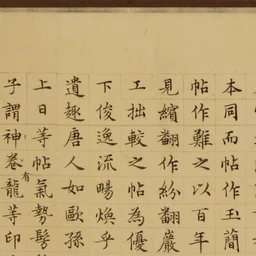 本同而帖作玉簡
帖作難之以百年
見繽翻作紛翻巖
工拙較之帖為優
下俊逸流暢煥乎
遺趣唐人如歐孫
上日等帖氣勢髣
子謂神卷有龍等印